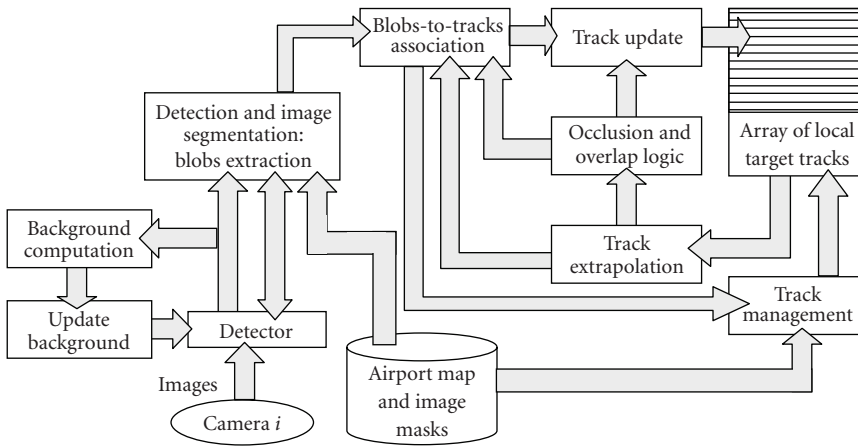 Blobs-to-tracks
association
Track update
Detection and image
segmentation:
blobs extraction
Occlusion and
overlap logic
Array of local
target tracks
Background
computation
Track
extrapolation
Update
background
Detector
Track
management
Images
Airport map
and image
masks
Camera i